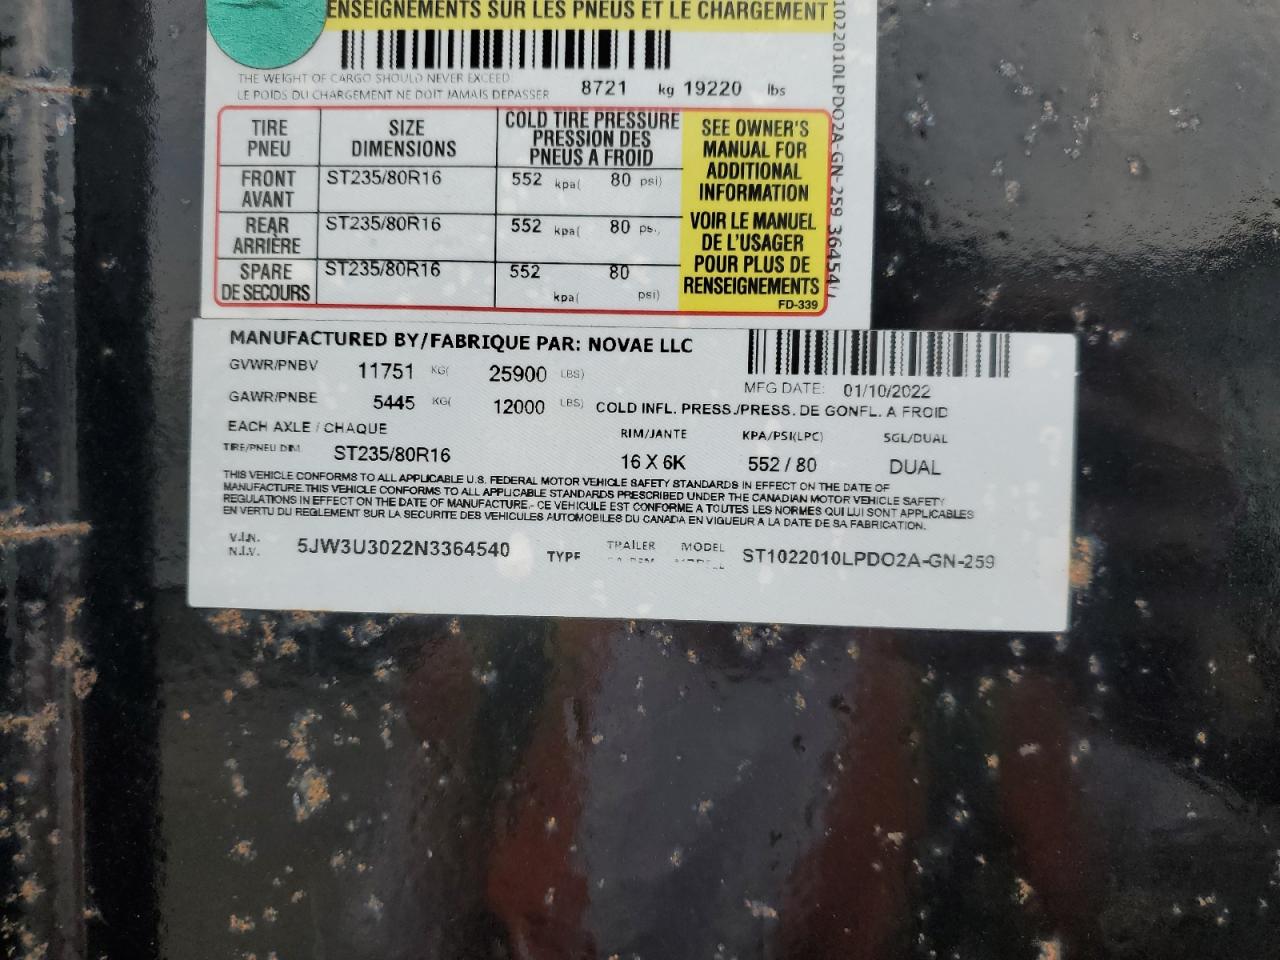 ENSEIGNEMENTS SUR LES PNEUS ET LE CHARGEMENT
THE WEIGHT OF CARGO SHOULD NEVER EXCEED
LE POIDS DU CHARGEMENT NE DOIT JAMAIS DEPASSER 8721 kg 19220 lbs
TIRE PNEU SIZE DIMENSIONS COLD TIRE PRESSURE PRESSION DES PNEUS A FROID
FRONT AVANT ST235/80R16 552 kpa( 80 psi)
REAR ARRIÈRE ST235/80R16 552 kpa( 80 ps.,
SPARE DE SECOURS ST235/80R16 552 kpa( 80 psi)
SEE OWNER'S
MANUAL FOR
ADDITIONAL
INFORMATION
VOIR LE MANUEL
DE L'USAGER
POUR PLUS DE
RENSEIGNEMENTS
FD-339
1022010LPDO2A-GN-259 364547
MANUFACTURED BY/FABRIQUE PAR: NOVAE LLC
GVWR/PNBV 11751 KG( 25900 LBS)
MFG DATE: 01/10/2022
GAWR/PNBE 5445 KG( 12000 LBS) COLD INFL. PRESS./PRESS. DE GONFL. A FROID
EACH AXLE / CHAQUE RIM/JANTE KPA/PSI(LPC) SGL/DUAL
TIRE/PNEU DIM. ST235/80R16 16 X 6K 552 / 80 DUAL
THIS VEHICLE CONFORMS TO ALL APPLICABLE U.S. FEDERAL MOTOR VEHICLE SAFETY STANDARDS IN EFFECT ON THE DATE OF
MANUFACTURE.THIS VEHICLE CONFORMS TO ALL APPLICABLE STANDARDS PRESCRIBED UNDER THE CANADIAN MOTOR VEHICLE SAFETY
REGULATIONS IN EFFECT ON THE DATE OF MANUFACTURE.- CE VEHICULE EST CONFORME A TOUTES LES NORMES QUI LUI SONT APPLICABLES
EN VERTU DU REGLEMENT SUR LA SECURITE DES VEHICULES AUTOMOBILES DU CANADA EN VIGUEUR A LA DATE DE SA FABRICATION.
V.I.N. N.I.V. 5JW3U3022N3364540 TYPE TRAILER MODEL ST1022010LPDO2A-GN-259